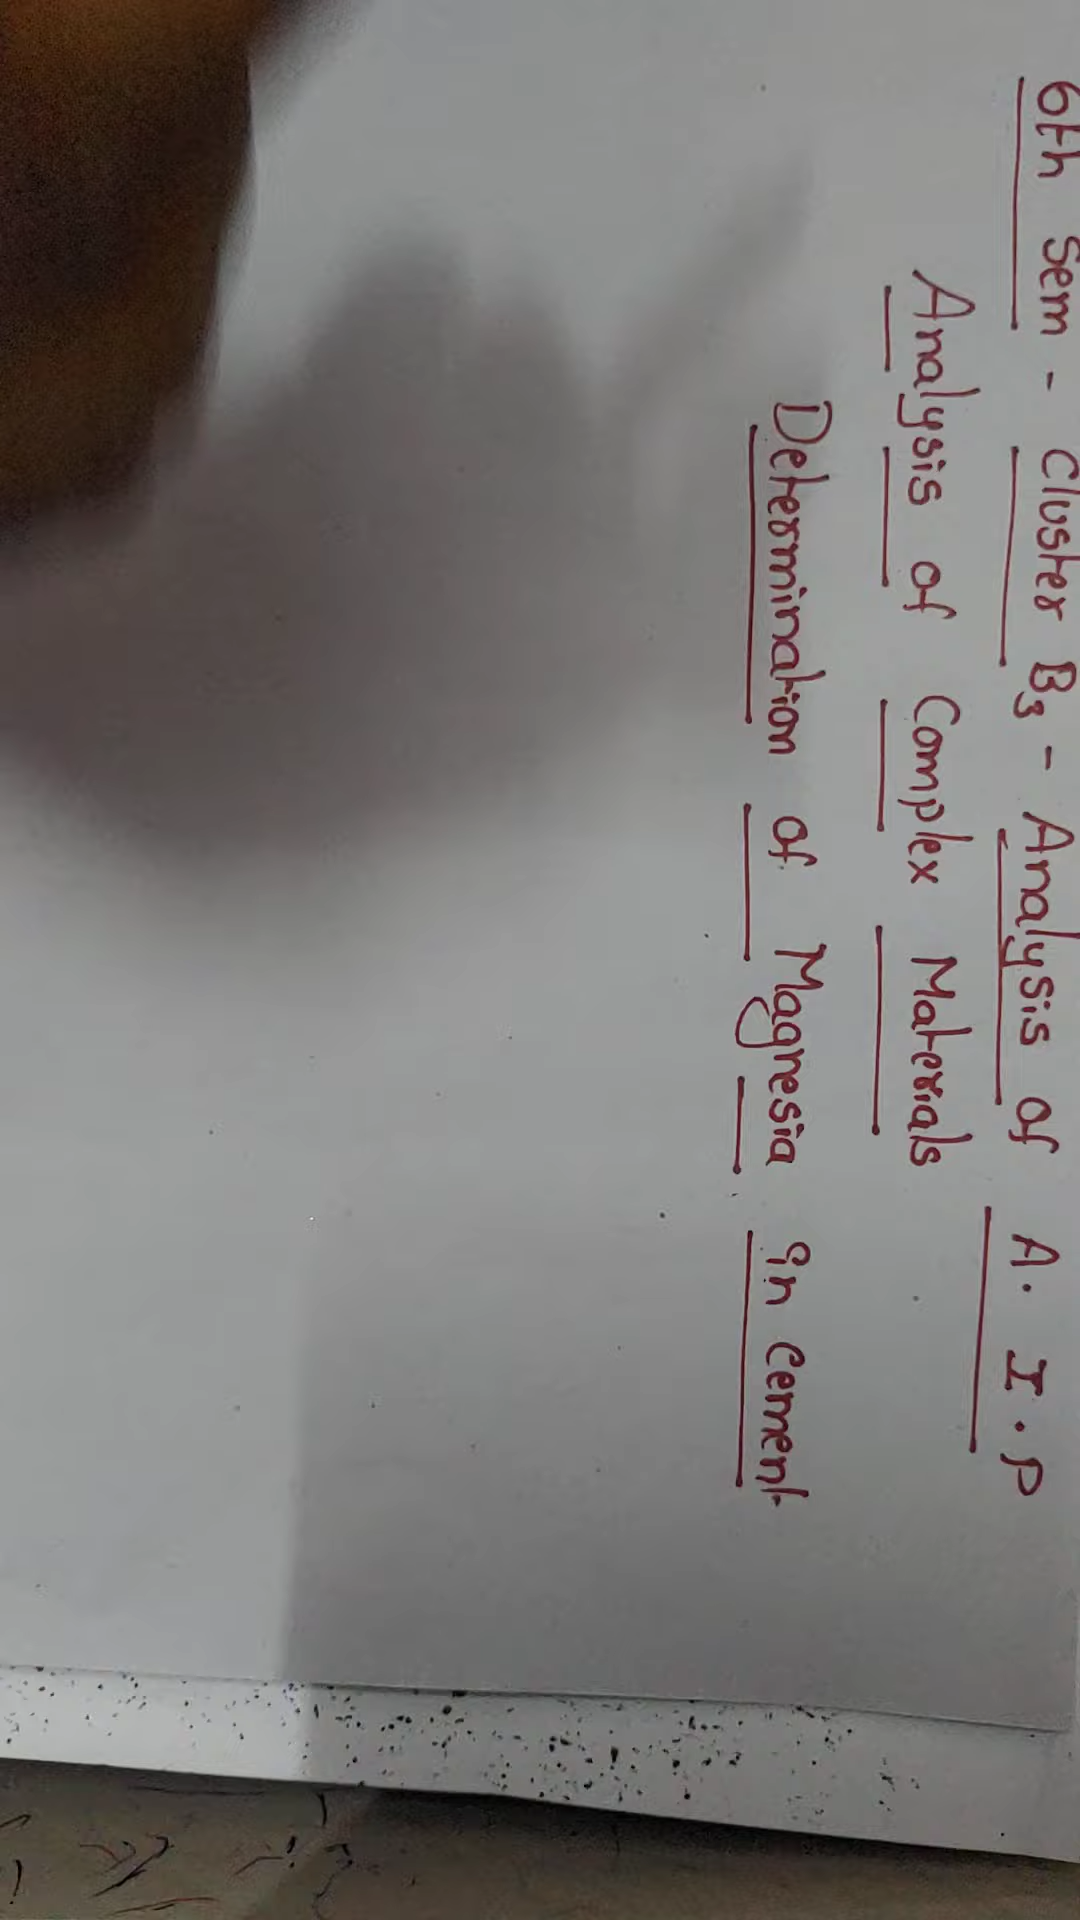 6th Sem - Cluster B3 - Analysis of A. I. P
Analysis of Complex Materials
Determination of Magnesia in cement